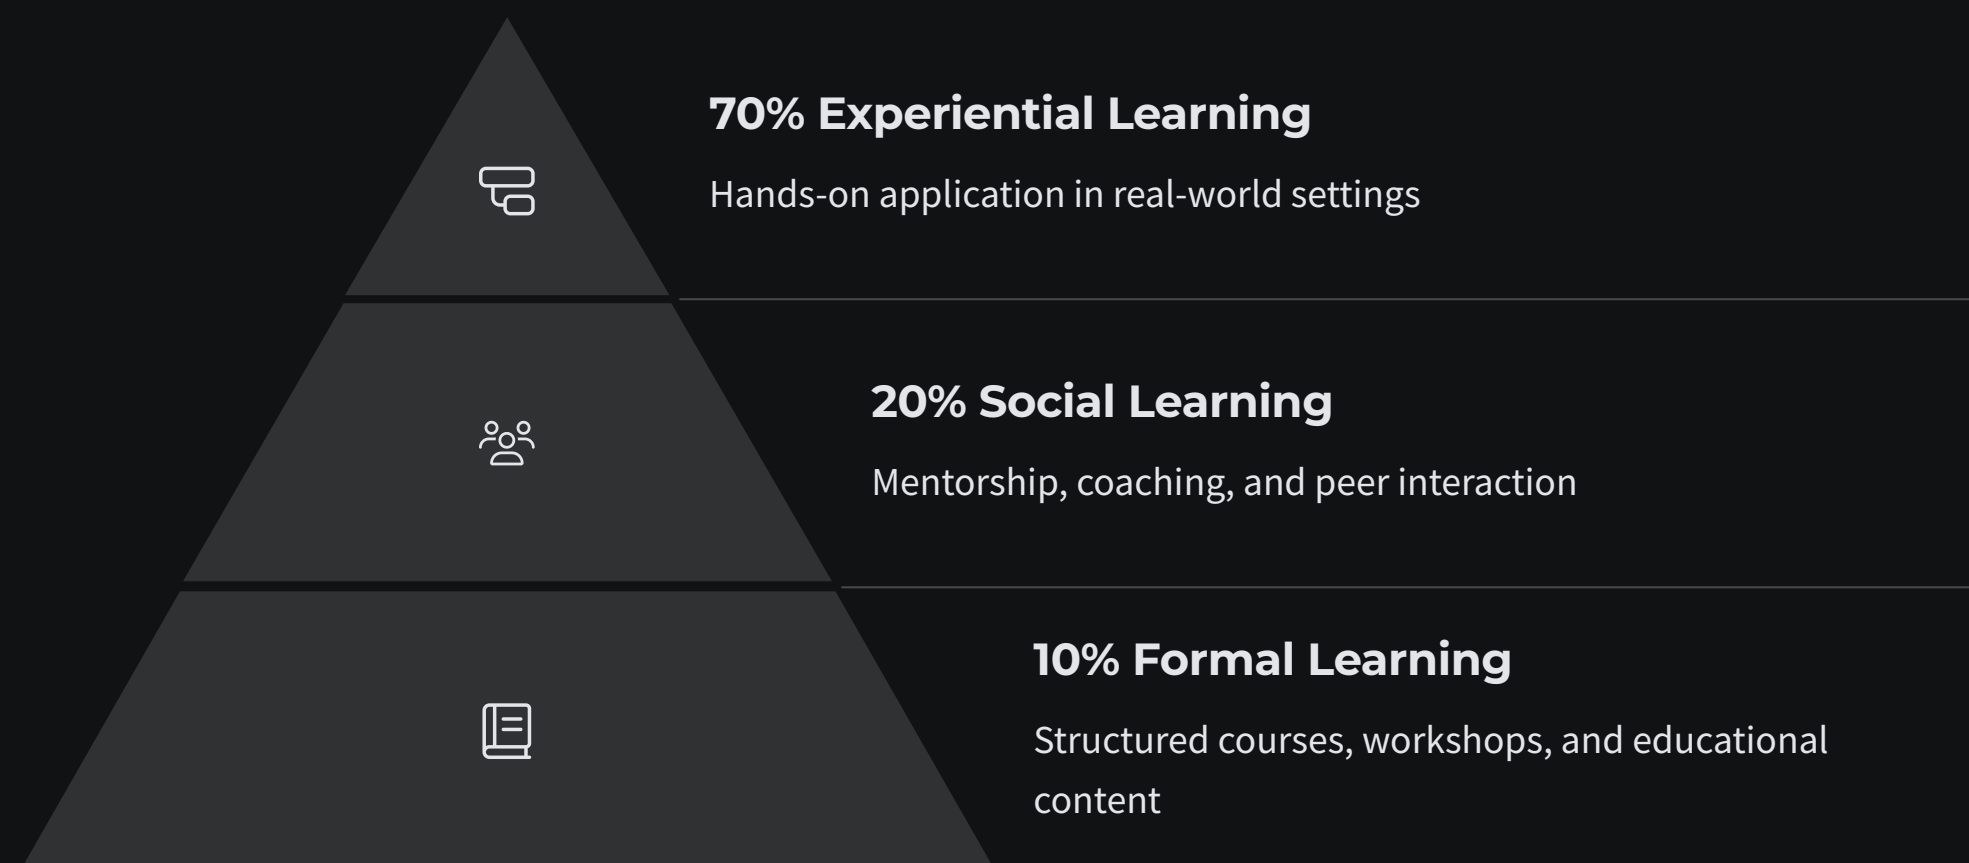 70% Experiential Learning
Hands-on application in real-world settings
20% Social Learning
Mentorship, coaching, and peer interaction
10% Formal Learning
Structured courses, workshops, and educational
content